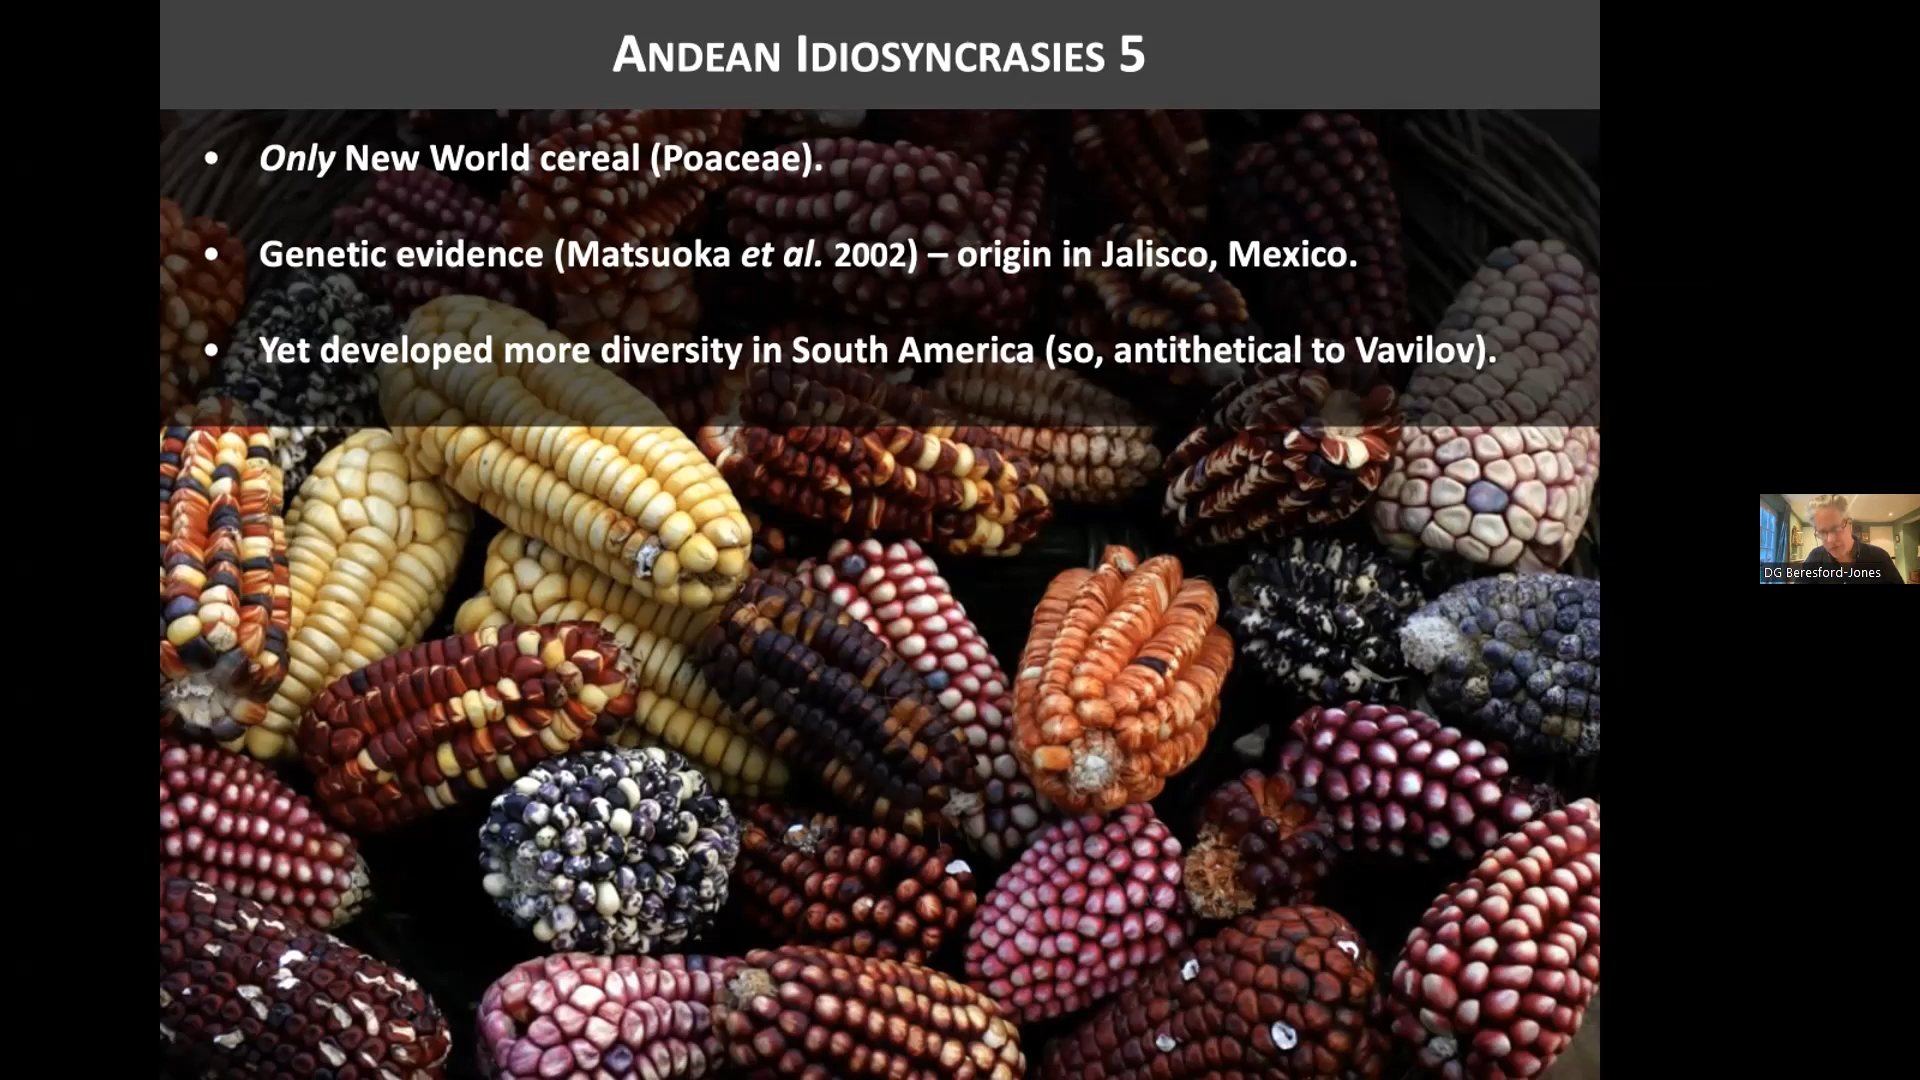 ANDEAN IDIOSYNCRASIES 5
• Only New World cereal (Poaceae).
• Genetic evidence (Matsuoka et al. 2002) – origin in Jalisco, Mexico.
• Yet developed more diversity in South America (so, antithetical to Vavilov).
DG Beresford-Jones